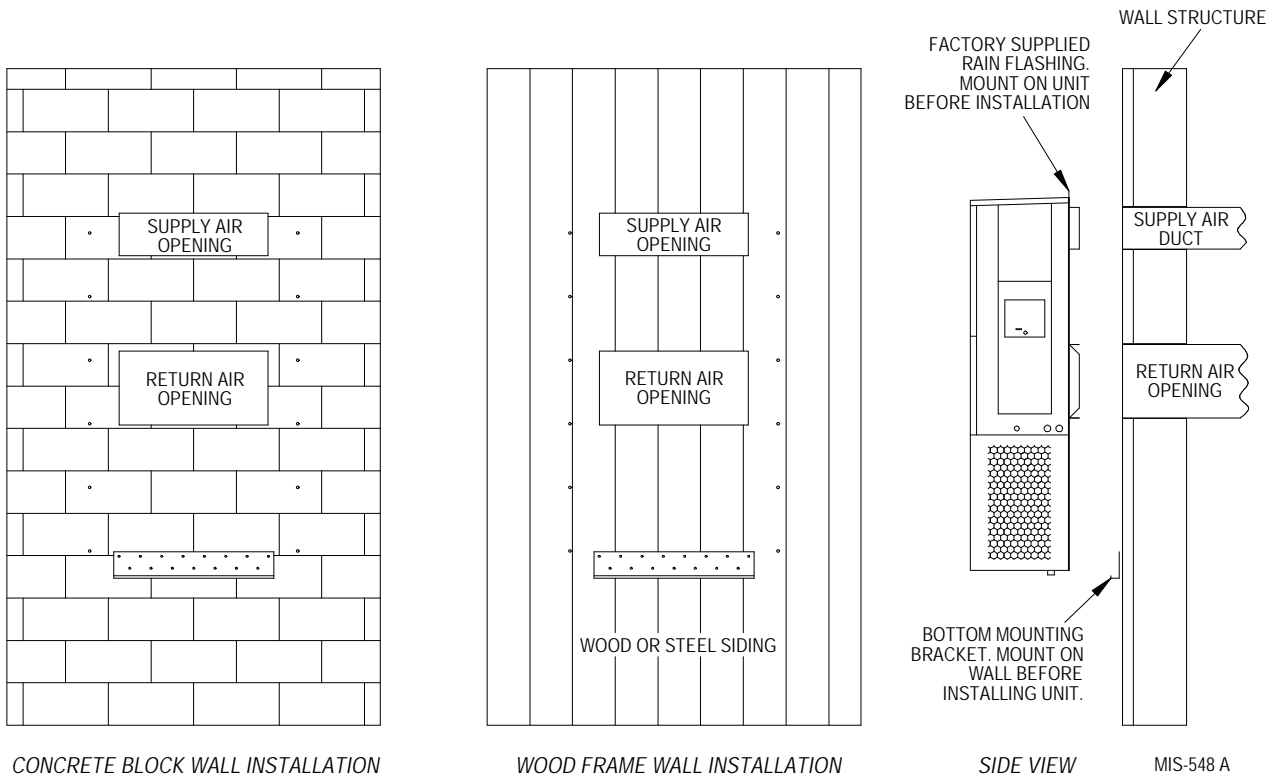 WALL STRUCTURE
FACTORY SUPPLIED
RAIN FLASHING.
MOUNT ON UNIT
BEFORE INSTALLATION
SUPPLY AIR
OPENING
RETURN AIR
OPENING
SUPPLY AIR
OPENING
RETURN AIR
OPENING
WOOD OR STEEL SIDING
SUPPLY AIR
DUCT
RETURN AIR
OPENING
BOTTOM MOUNTING
BRACKET. MOUNT ON
WALL BEFORE
INSTALLING UNIT.
CONCRETE BLOCK WALL INSTALLATION
WOOD FRAME WALL INSTALLATION
SIDE VIEW
MIS-548 A